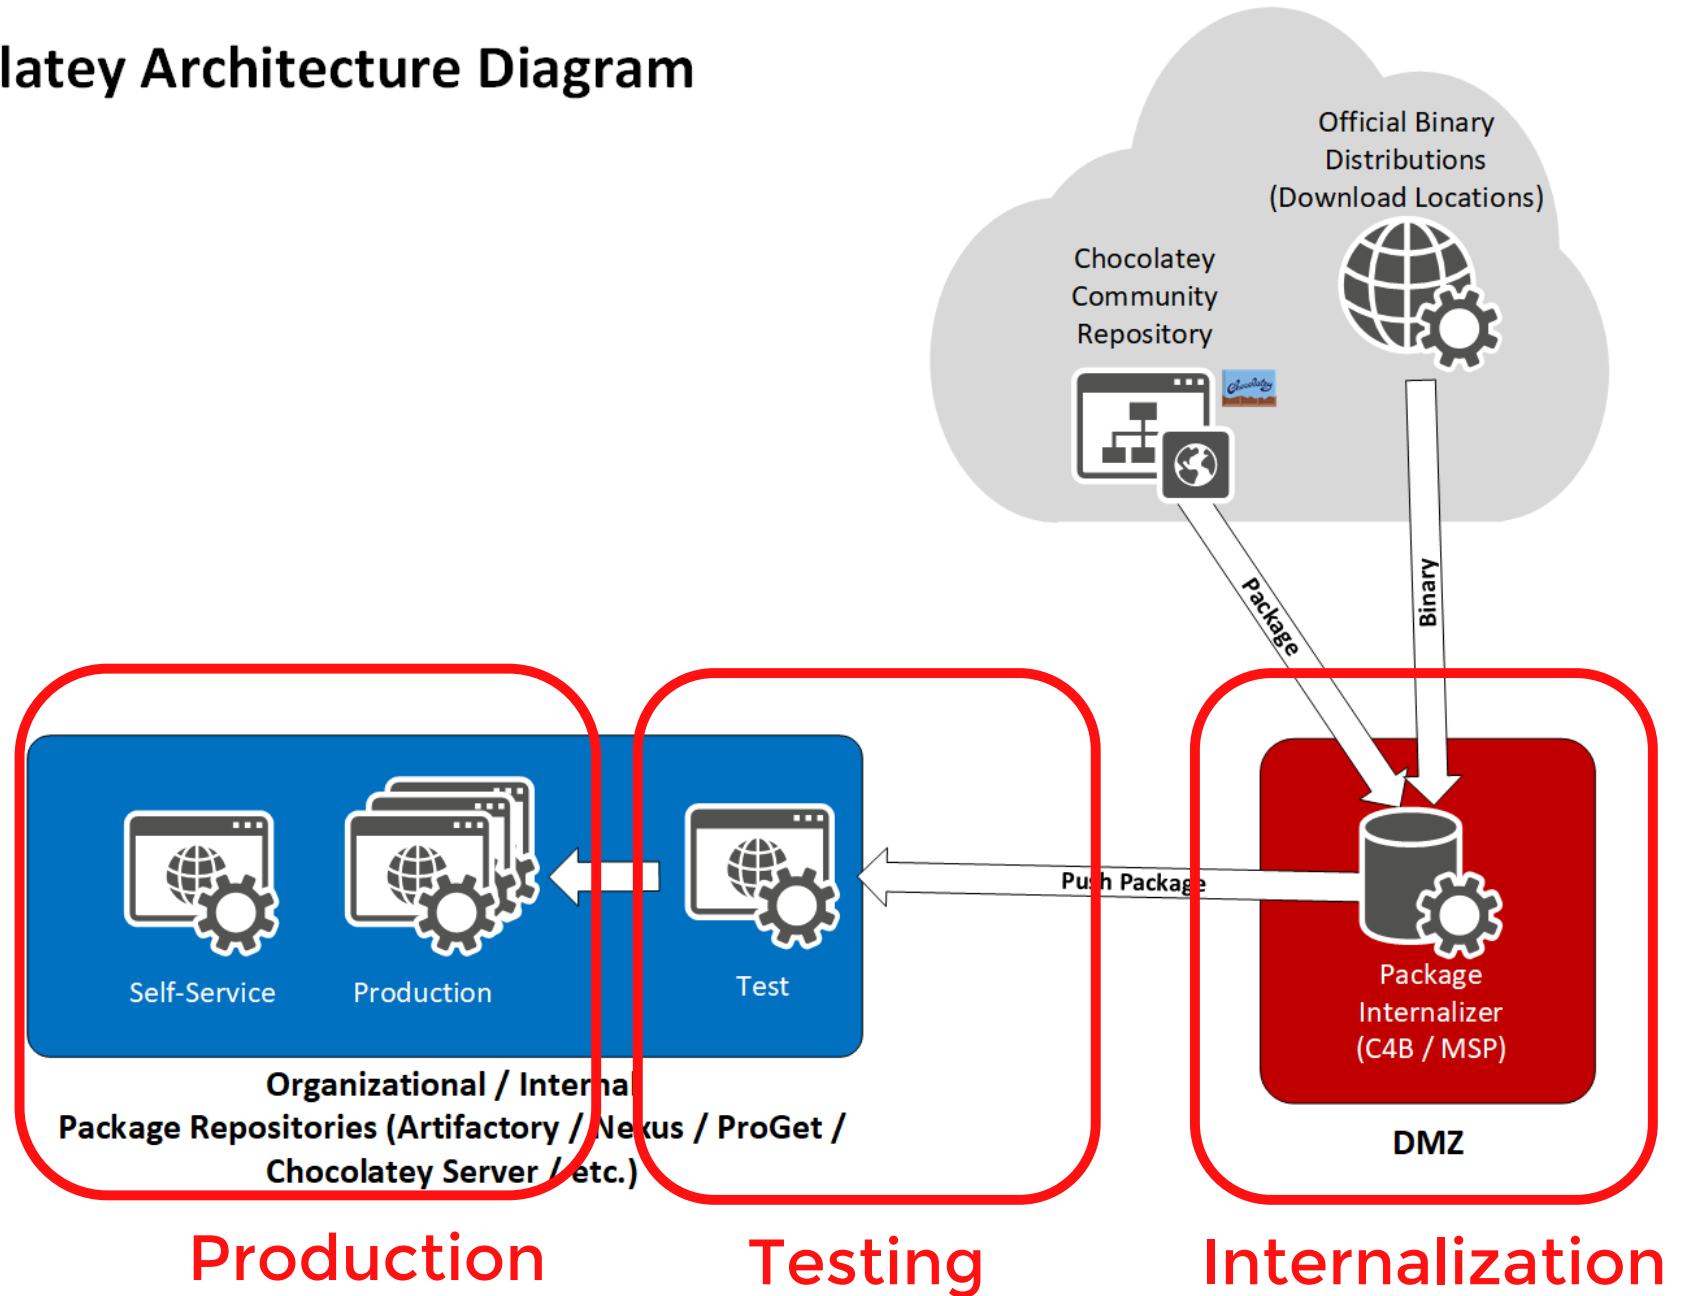 latey Architecture Diagram
Official Binary
Distributions
(Download Locations)
Chocolatey
Community
Repository
Chocolatey
Package
Binary
Push Package
Self-Service
Production
Test
Package
Internalizer
(C4B / MSP)
Organizational / Internal
Package Repositories (Artifactory / Nexus / ProGet /
Chocolatey Server / etc.)
DMZ
Production
Testing
Internalization